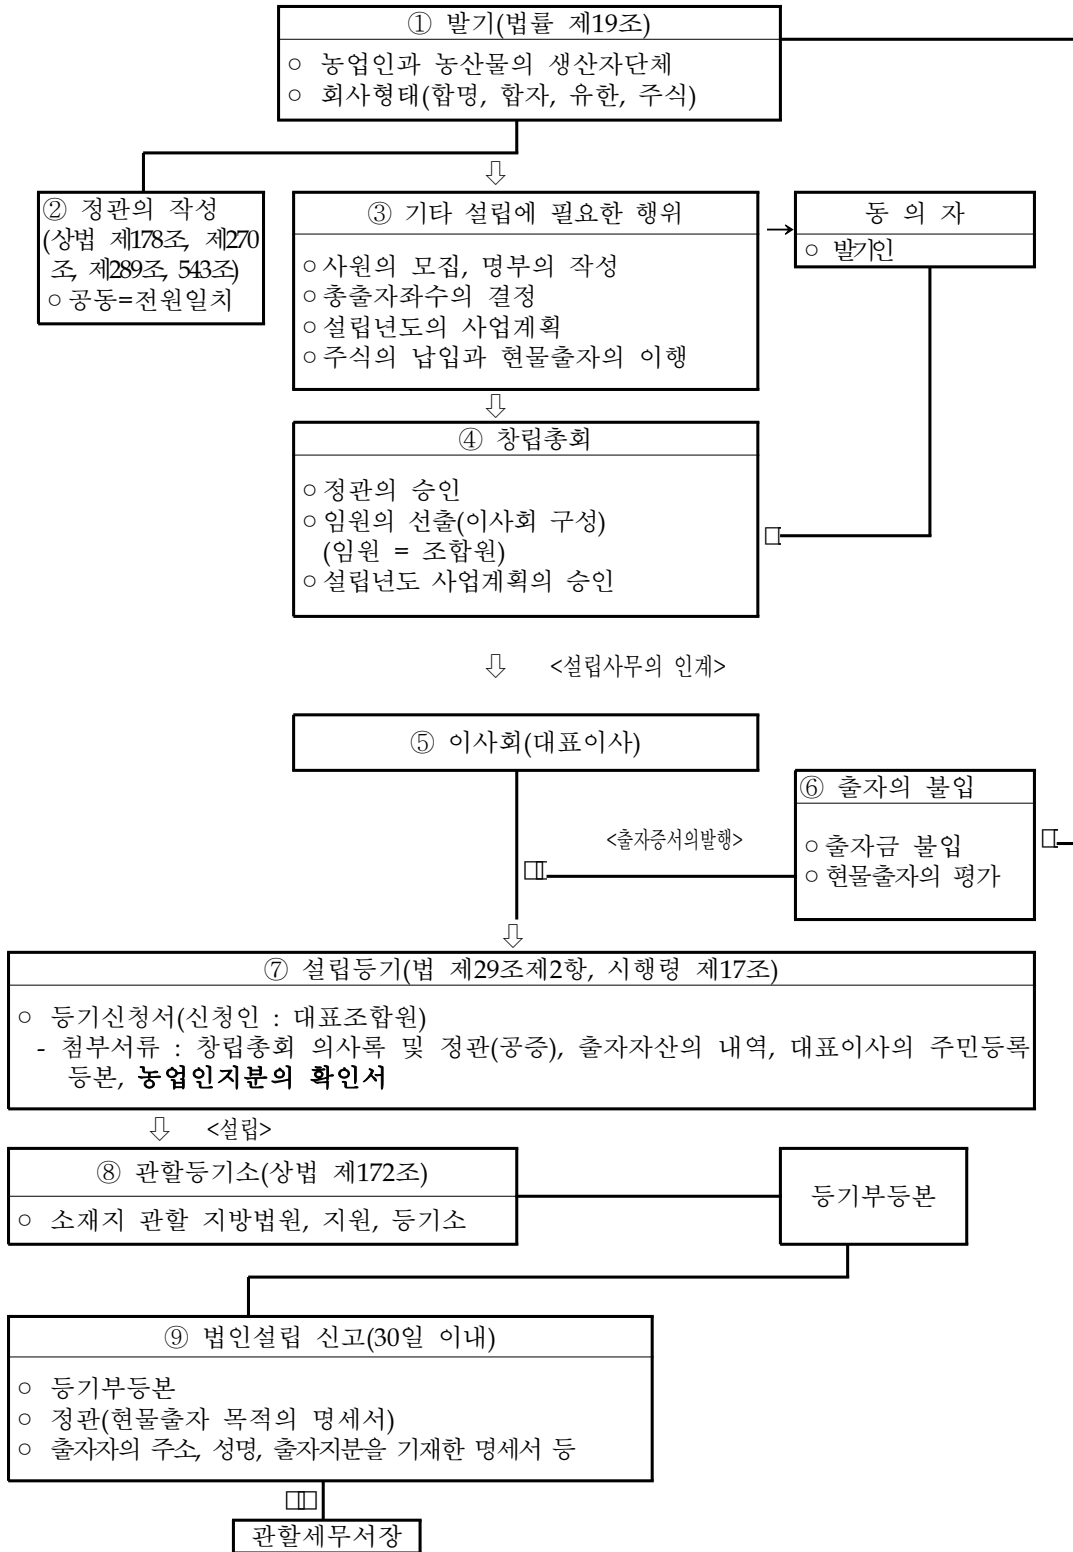 ① 발기(법률 제19조)
○ 농업인과 농산물의 생산자단체
○ 회사형태(합명, 합자, 유한, 주식)
② 정관의 작성
(상법 제178조, 제270
조, 제289조, 543조)
○공동=전원일치
③ 기타 설립에 필요한 행위
○사원의 모집, 명부의 작성
○총출자좌수의 결정
○설립년도의 사업계획
○주식의 납입과 현물출자의 이행
동 의 자
○ 발기인
④ 창립총회
○정관의 승인
○임원의 선출(이사회 구성)
(임원 = 조합원)
○설립년도 사업계획의 승인
<설립사무의 인계>
⑤ 이사회(대표이사)
⑥ 출자의 불입
○출자금 불입
○현물출자의 평가
<출자증서의발행>
⑦ 설립등기(법 제29조제2항, 시행령 제17조)
○ 등기신청서(신청인 : 대표조합원)
- 첨부서류 : 창립총회 의사록 및 정관(공증), 출자자산의 내역, 대표이사의 주민등록
등본, 농업인지분의 확인서
<설립>
⑧ 관할등기소(상법 제172조)
○ 소재지 관할 지방법원, 지원, 등기소
등기부등본
⑨ 법인설립 신고(30일 이내)
○ 등기부등본
○ 정관(현물출자 목적의 명세서)
○ 출자자의 주소, 성명, 출자지분을 기재한 명세서 등
관할세무서장